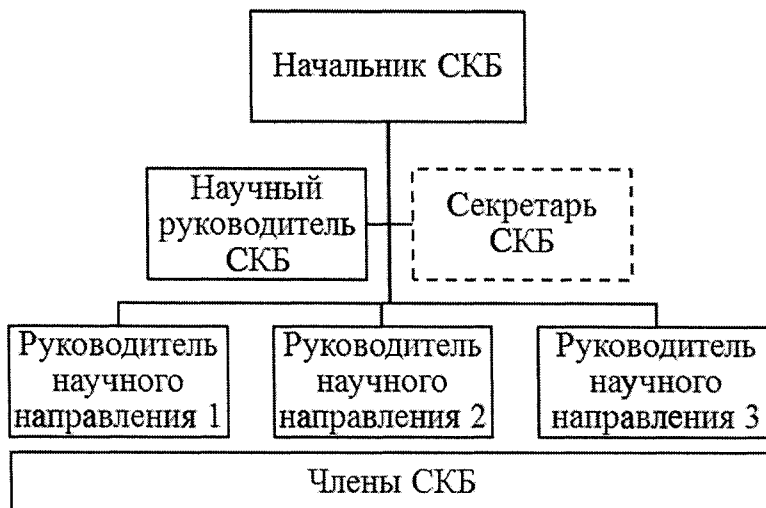 Начальник СКБ
Научный
руководитель
СКБ
Секретарь
СКБ
Руководитель
научного
направления 1
Руководитель
научного
направления 2
Руководитель
научного
направления 3
Члены СКБ